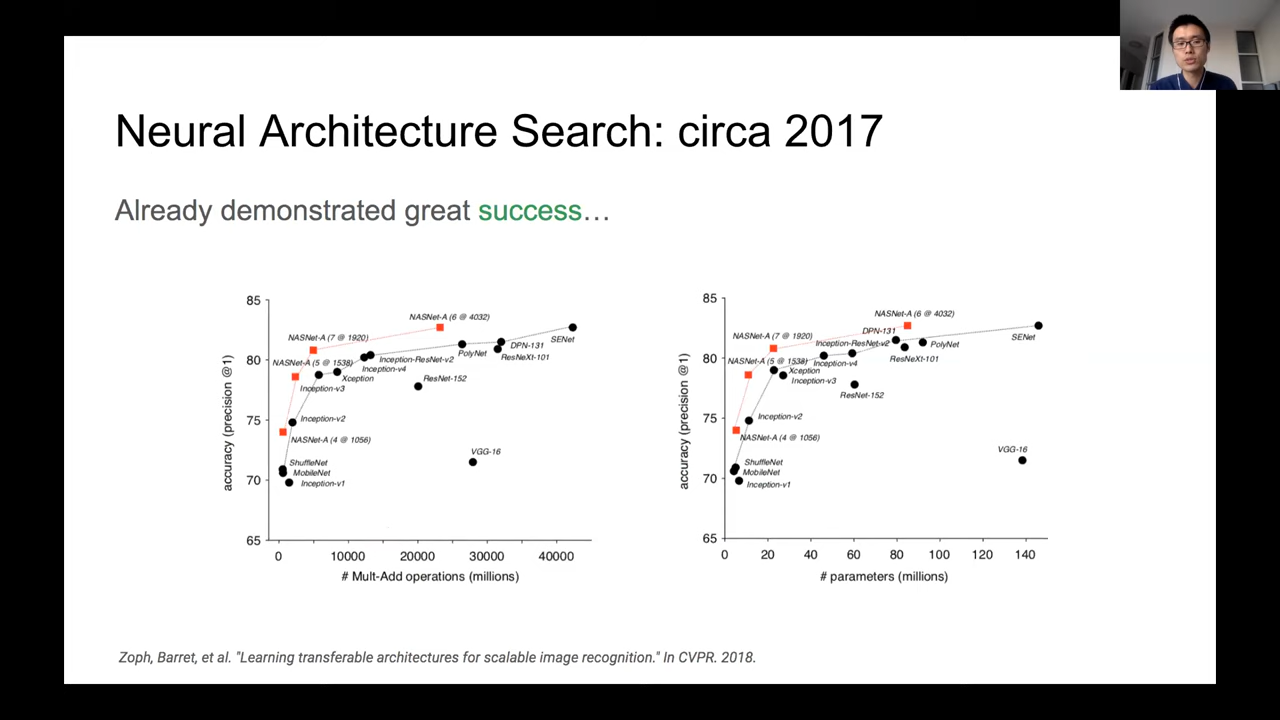 Neural Architecture Search: circa 2017
Already demonstrated great success…
85
80
75
70
65
accuracy (precision @1)
NASNet-A (6 @ 4032)
NASNet-A (7 @ 1920)
SENet
DPN-131
PolyNet
ResNeXt-101
Inception-ResNet-v2
NASNet-A (5 @ 1538)
Inception-v4
Xception
ResNet-152
Inception-v3
Inception-v2
NASNet-A (4 @ 1056)
VGG-16
ShuffleNet
MobileNet
Inception-v1
0 10000 20000 30000 40000
# Mult-Add operations (millions)
85
80
75
70
65
accuracy (precision @1)
NASNet-A (6 @ 4032)
DPN-131
NASNet-A (7 @ 1920)
SENet
Inception-ResNet-v2
PolyNet
ResNeXt-101
NASNet-A (5 @ 1538)
Inception-v4
Xception
Inception-v3
ResNet-152
Inception-v2
NASNet-A (4 @ 1056)
VGG-16
ShuffleNet
MobileNet
Inception-v1
0 20 40 60 80 100 120 140
# parameters (millions)
Zoph, Barret, et al. "Learning transferable architectures for scalable image recognition." In CVPR. 2018.